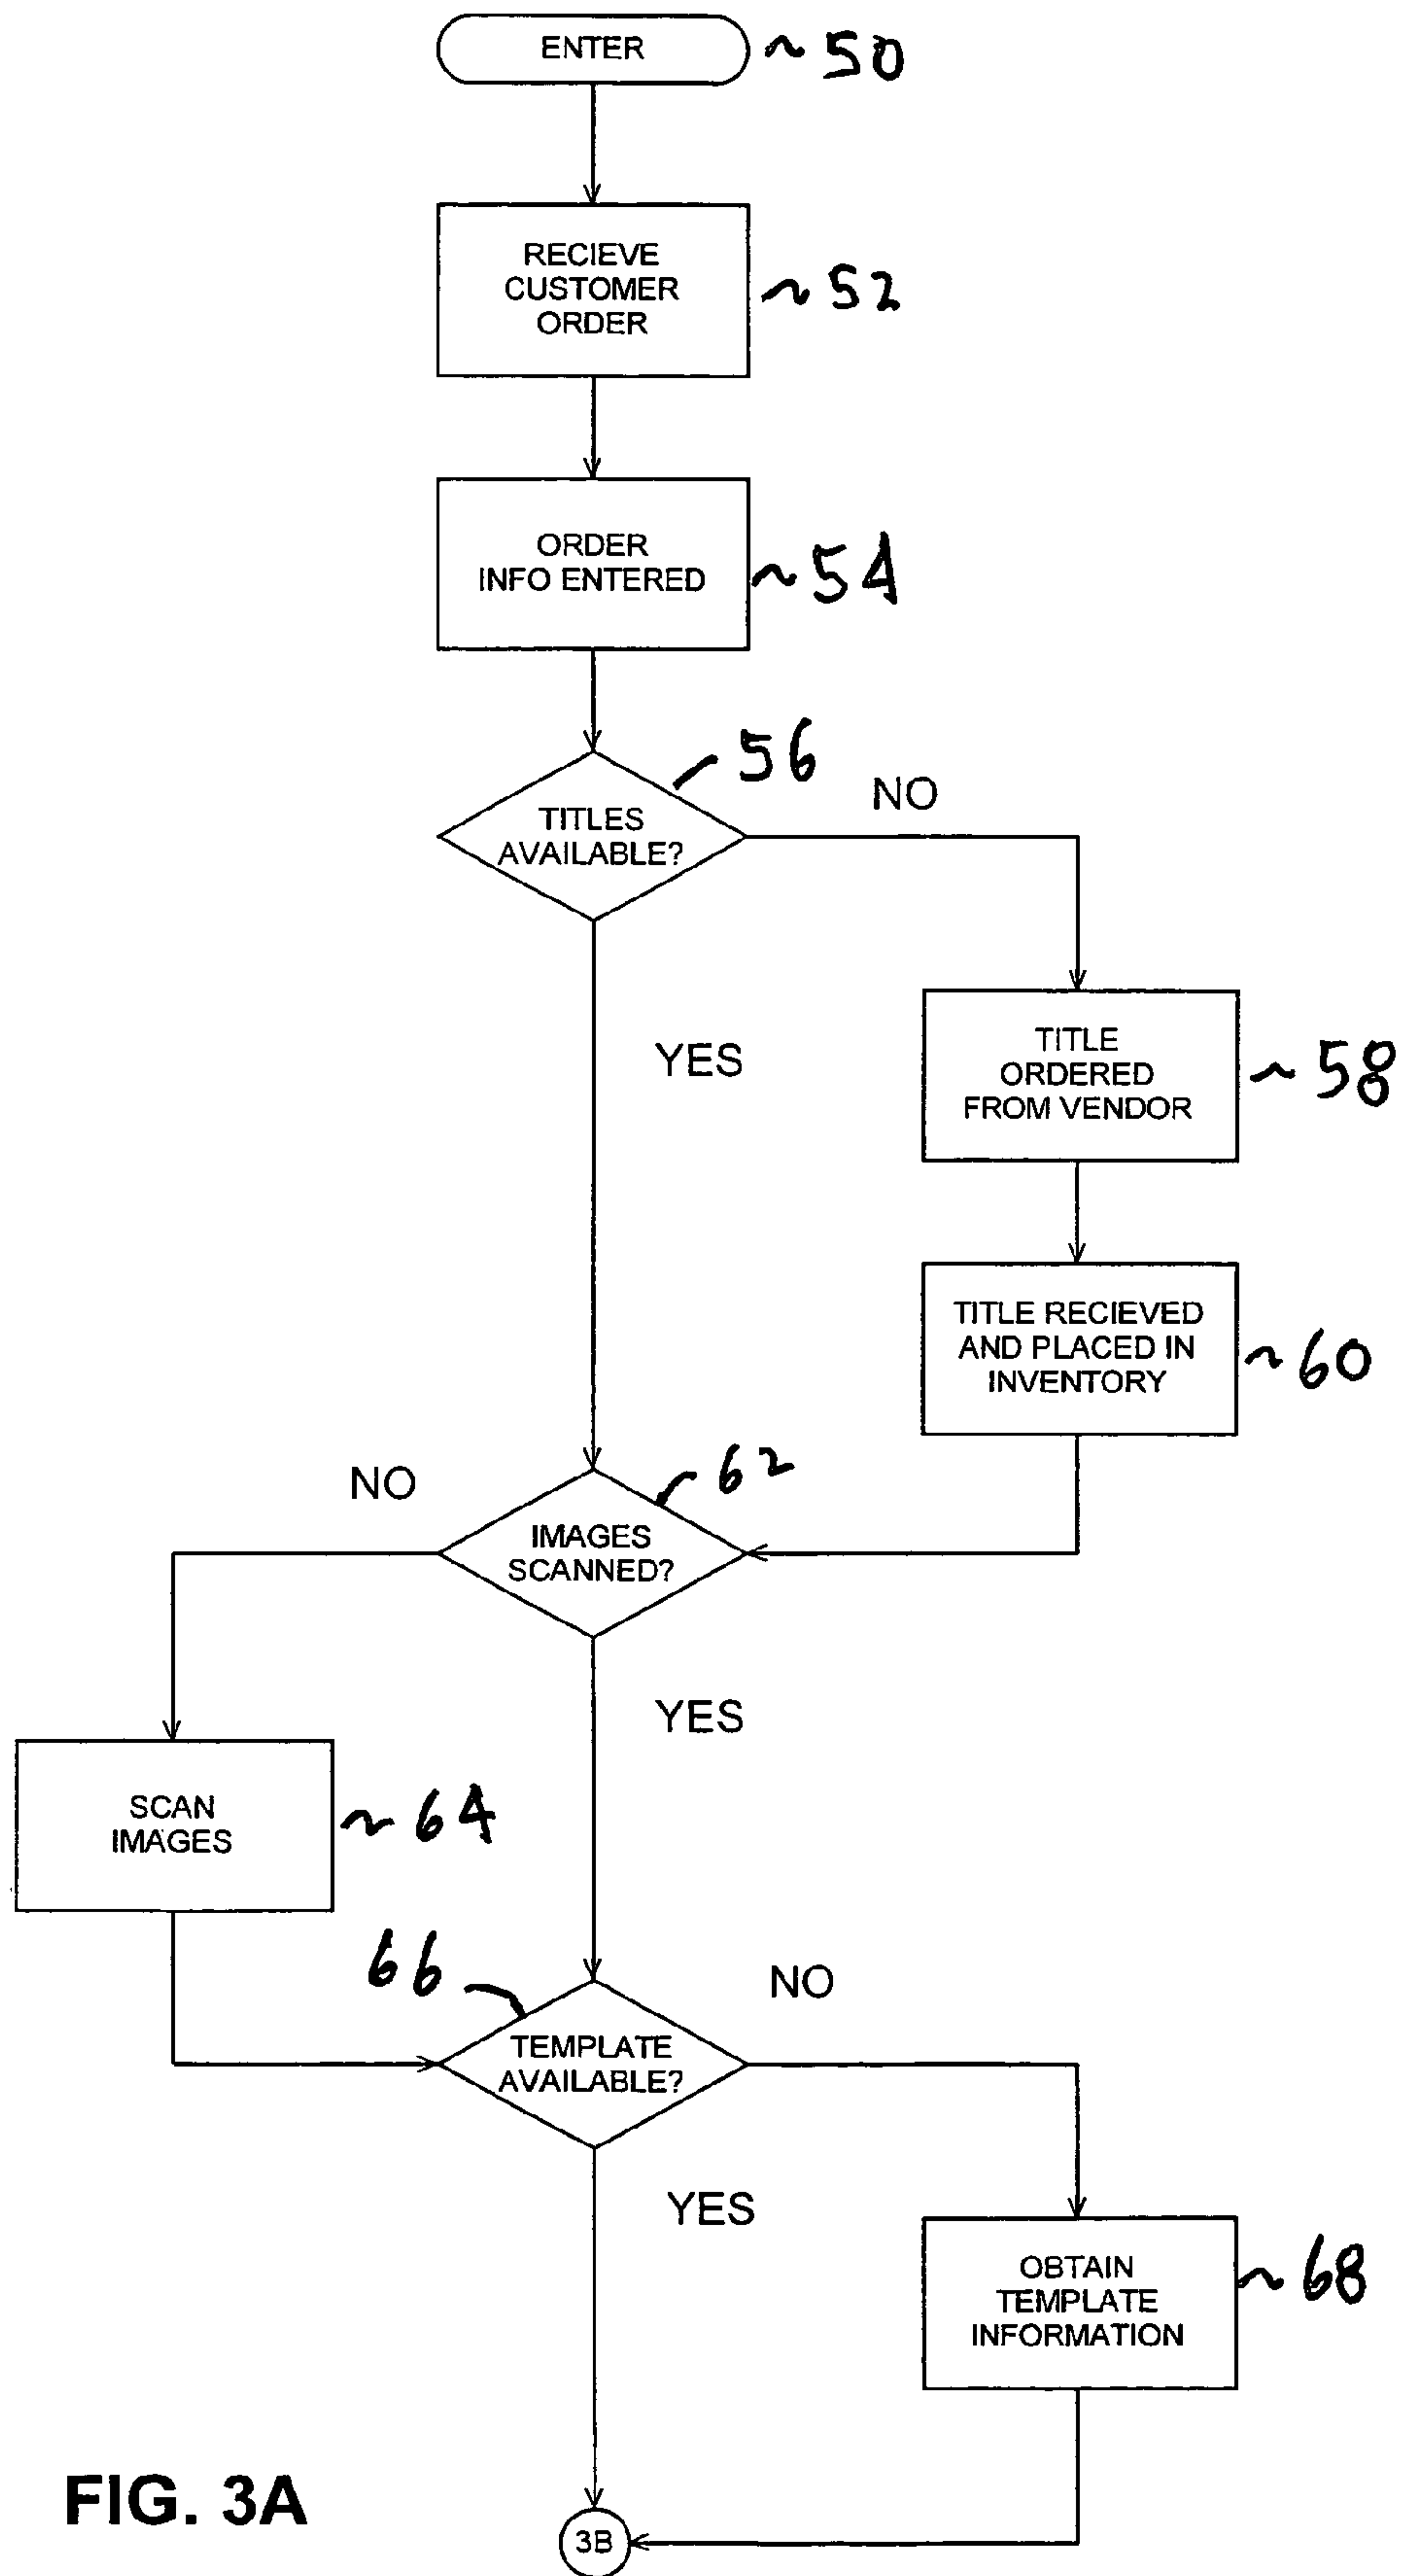 ENTER ~50
RECIEVE
CUSTOMER
ORDER
~52
ORDER
INFO ENTERED
~54
56
TITLES
AVAILABLE?
NO
YES
TITLE
ORDERED
FROM VENDOR
~58
TITLE RECIEVED
AND PLACED IN
INVENTORY
~60
62
NO
IMAGES
SCANNED?
YES
SCAN
IMAGES
~64
66
NO
TEMPLATE
AVAILABLE?
YES
OBTAIN
TEMPLATE
INFORMATION
~68
FIG. 3A
3B